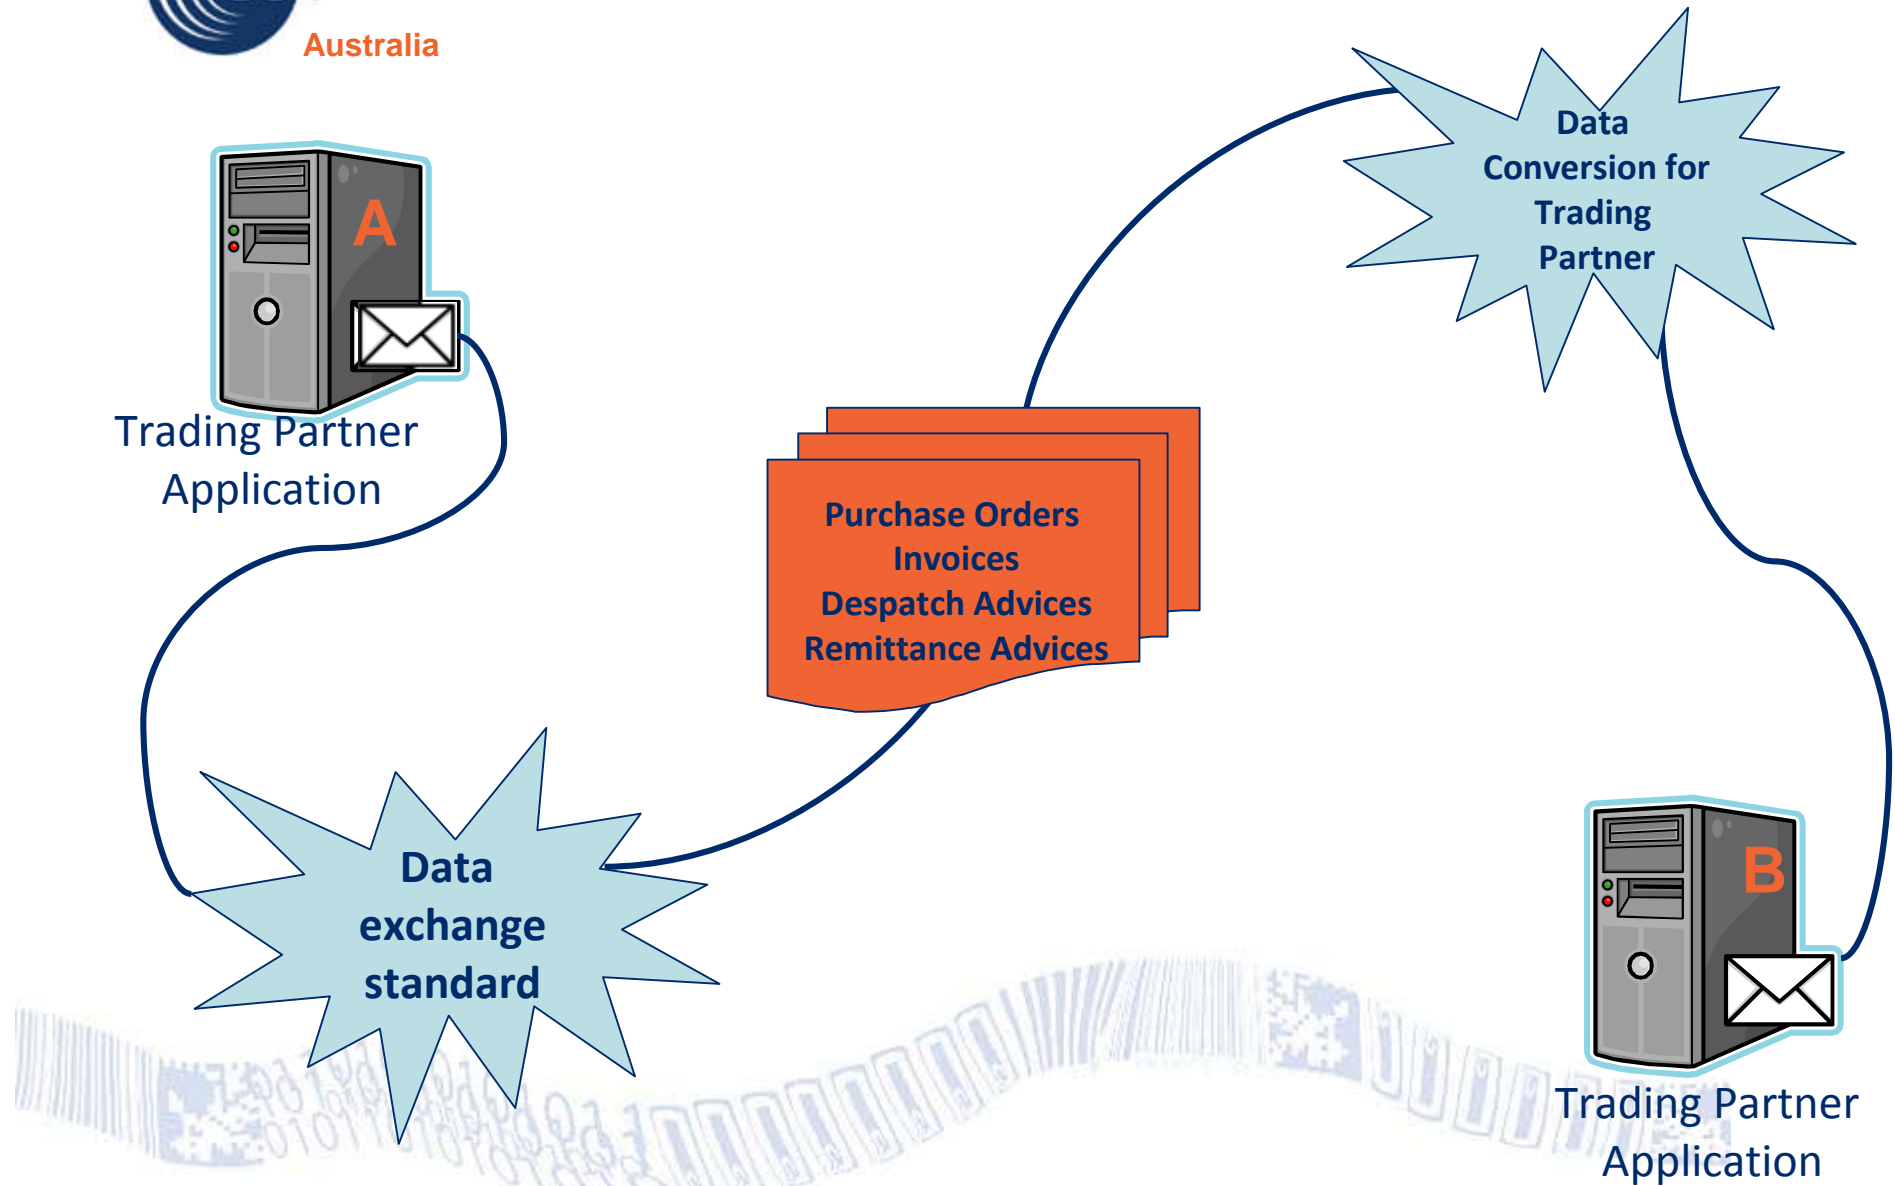 Australia
A
Trading Partner
Application
Data
Conversion for
Trading
Partner
Purchase Orders
Invoices
Despatch Advices
Remittance Advices
Data
exchange
standard
B
Trading Partner
Application